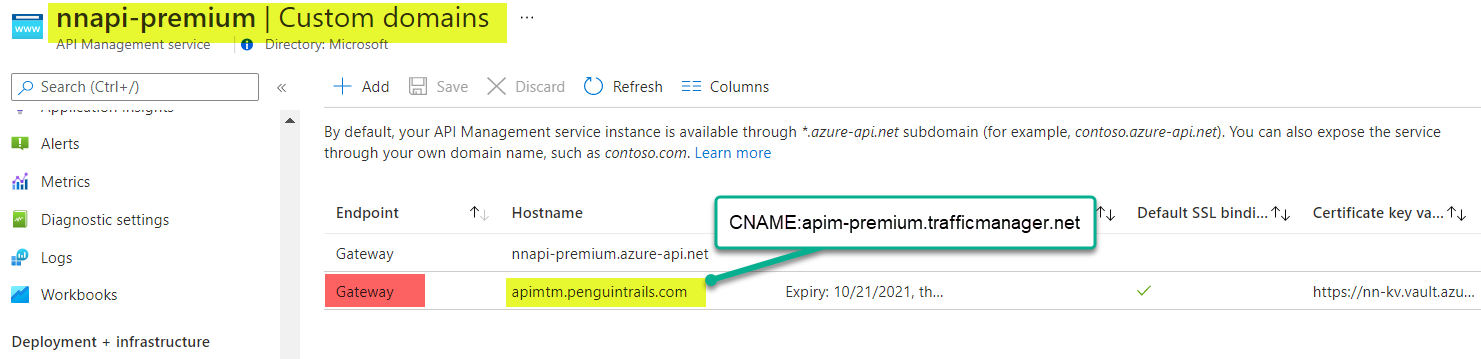 nnapi-premium | Custom domains ...
www
API Management service Directory: Microsoft
Search (Ctrl+/) «
Add Save Discard Refresh Columns
Application Insights
Alerts
Metrics
Diagnostic settings
Logs
Workbooks
Deployment + infrastructure
By default, your API Management service instance is available through *.azure-api.net subdomain (for example, contoso.azure-api.net). You can also expose the service
through your own domain name, such as contoso.com. Learn more
Endpoint Hostname Default SSL bindi... Certificate key va...
CNAME:apim-premium.trafficmanager.net
Gateway nnapi-premium.azure-api.net
Gateway apimtm.penguintrails.com Expiry: 10/21/2021, th... https://nn-kv.vault.azu...